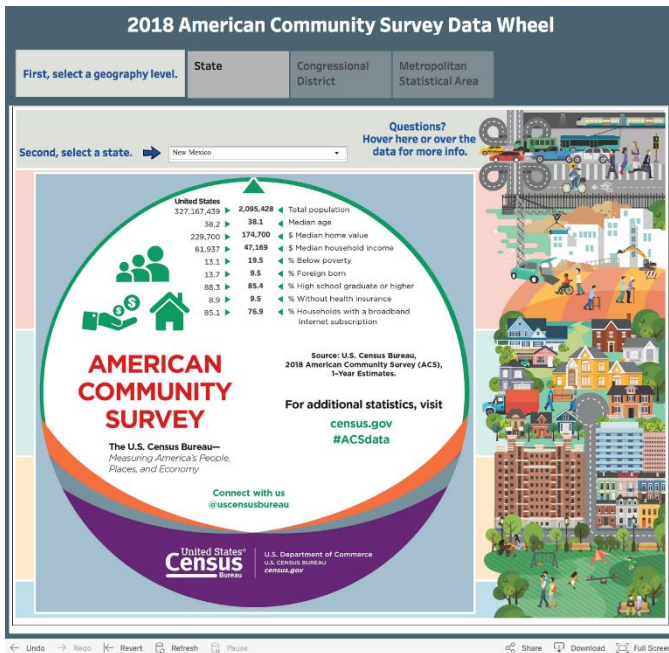 2018 American Community Survey Data Wheel
First, select a geography level.
State
Congressional
District
Metropolitan
Statistical Area
Second, select a state.
New Mexico
Questions?
Hover here or over the
data for more info.
United States
327,167,439 2,095,428 Total population
38.2 38.1 Median age
229,700 174,700 $ Median home value
61,937 47,169 $ Median household income
13.1 19.5 % Below poverty
13.7 9.5 % Foreign born
88.3 85.4 % High school graduate or higher
8.9 9.5 % Without health insurance
85.1 76.9 % Households with a broadband
Internet subscription
AMERICAN
COMMUNITY
SURVEY
The U.S. Census Bureau—
Measuring America's People,
Places, and Economy
Source: U.S. Census Bureau,
2018 American Community Survey (ACS),
1-Year Estimates.
For additional statistics, visit
census.gov
#ACSdata
Connect with us
@uscensusbureau
United States®
Census
Bureau
U.S. Department of Commerce
U.S. CENSUS BUREAU
census.gov
Undo Redo Revert Refresh Pause Share Download Full Scree